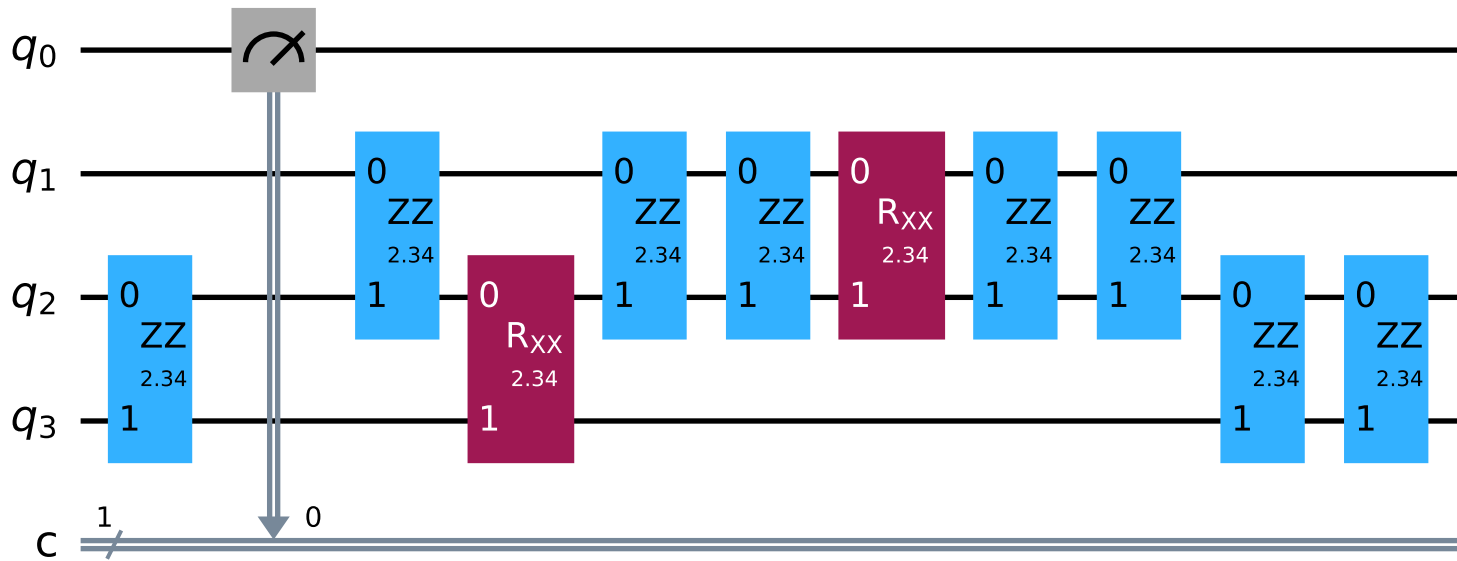 q0
0 0 0 0 0 0
q1
ZZ ZZ ZZ RXX ZZ ZZ
2.34 2.34 2.34 2.34 2.34 2.34
0 1 0 1 1 1 1 1 0 0
q2
ZZ RXX ZZ ZZ
2.34 2.34 2.34 2.34
1 1 1 1
q3
1 0
c